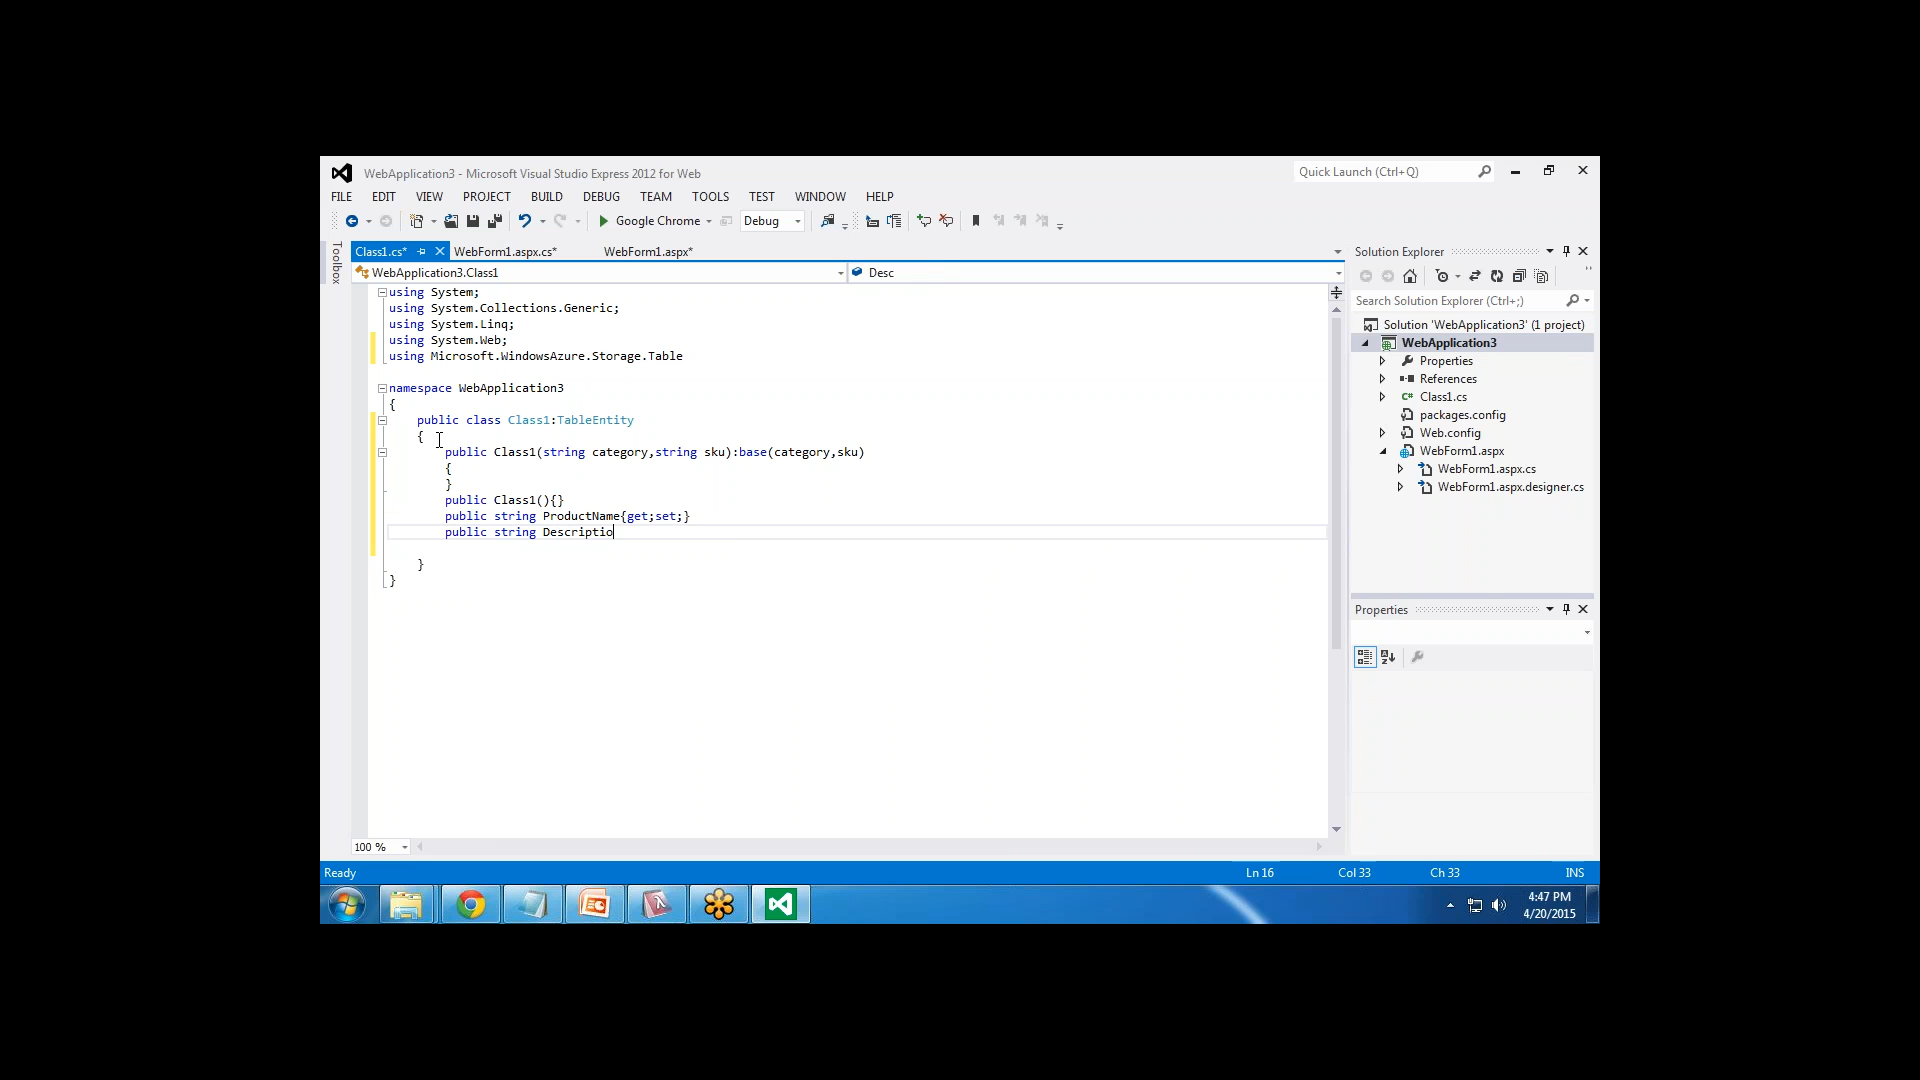 WebApplication3 - Microsoft Visual Studio Express 2012 for Web
Quick Launch (Ctrl+Q)
FILE EDIT VIEW PROJECT BUILD DEBUG TEAM TOOLS TEST WINDOW HELP
Google Chrome
Debug
Toolbox
Class1.cs* WebForm1.aspx.cs* WebForm1.aspx*
WebApplication3.Class1
Desc
using System;
using System.Collections.Generic;
using System.Linq;
using System.Web;
using Microsoft.WindowsAzure.Storage.Table
namespace WebApplication3
{
public class Class1:TableEntity
{
public Class1(string category,string sku):base(category,sku)
{
}
public Class1(){}
public string ProductName{get;set;}
public string Descriptio
}
}
100 %
Solution Explorer
Search Solution Explorer (Ctrl+;)
Solution 'WebApplication3' (1 project)
WebApplication3
Properties
References
C# Class1.cs
packages.config
Web.config
WebForm1.aspx
WebForm1.aspx.cs
WebForm1.aspx.designer.cs
Properties
Ready
Ln 16
Col 33
Ch 33
INS
4:47 PM
4/20/2015